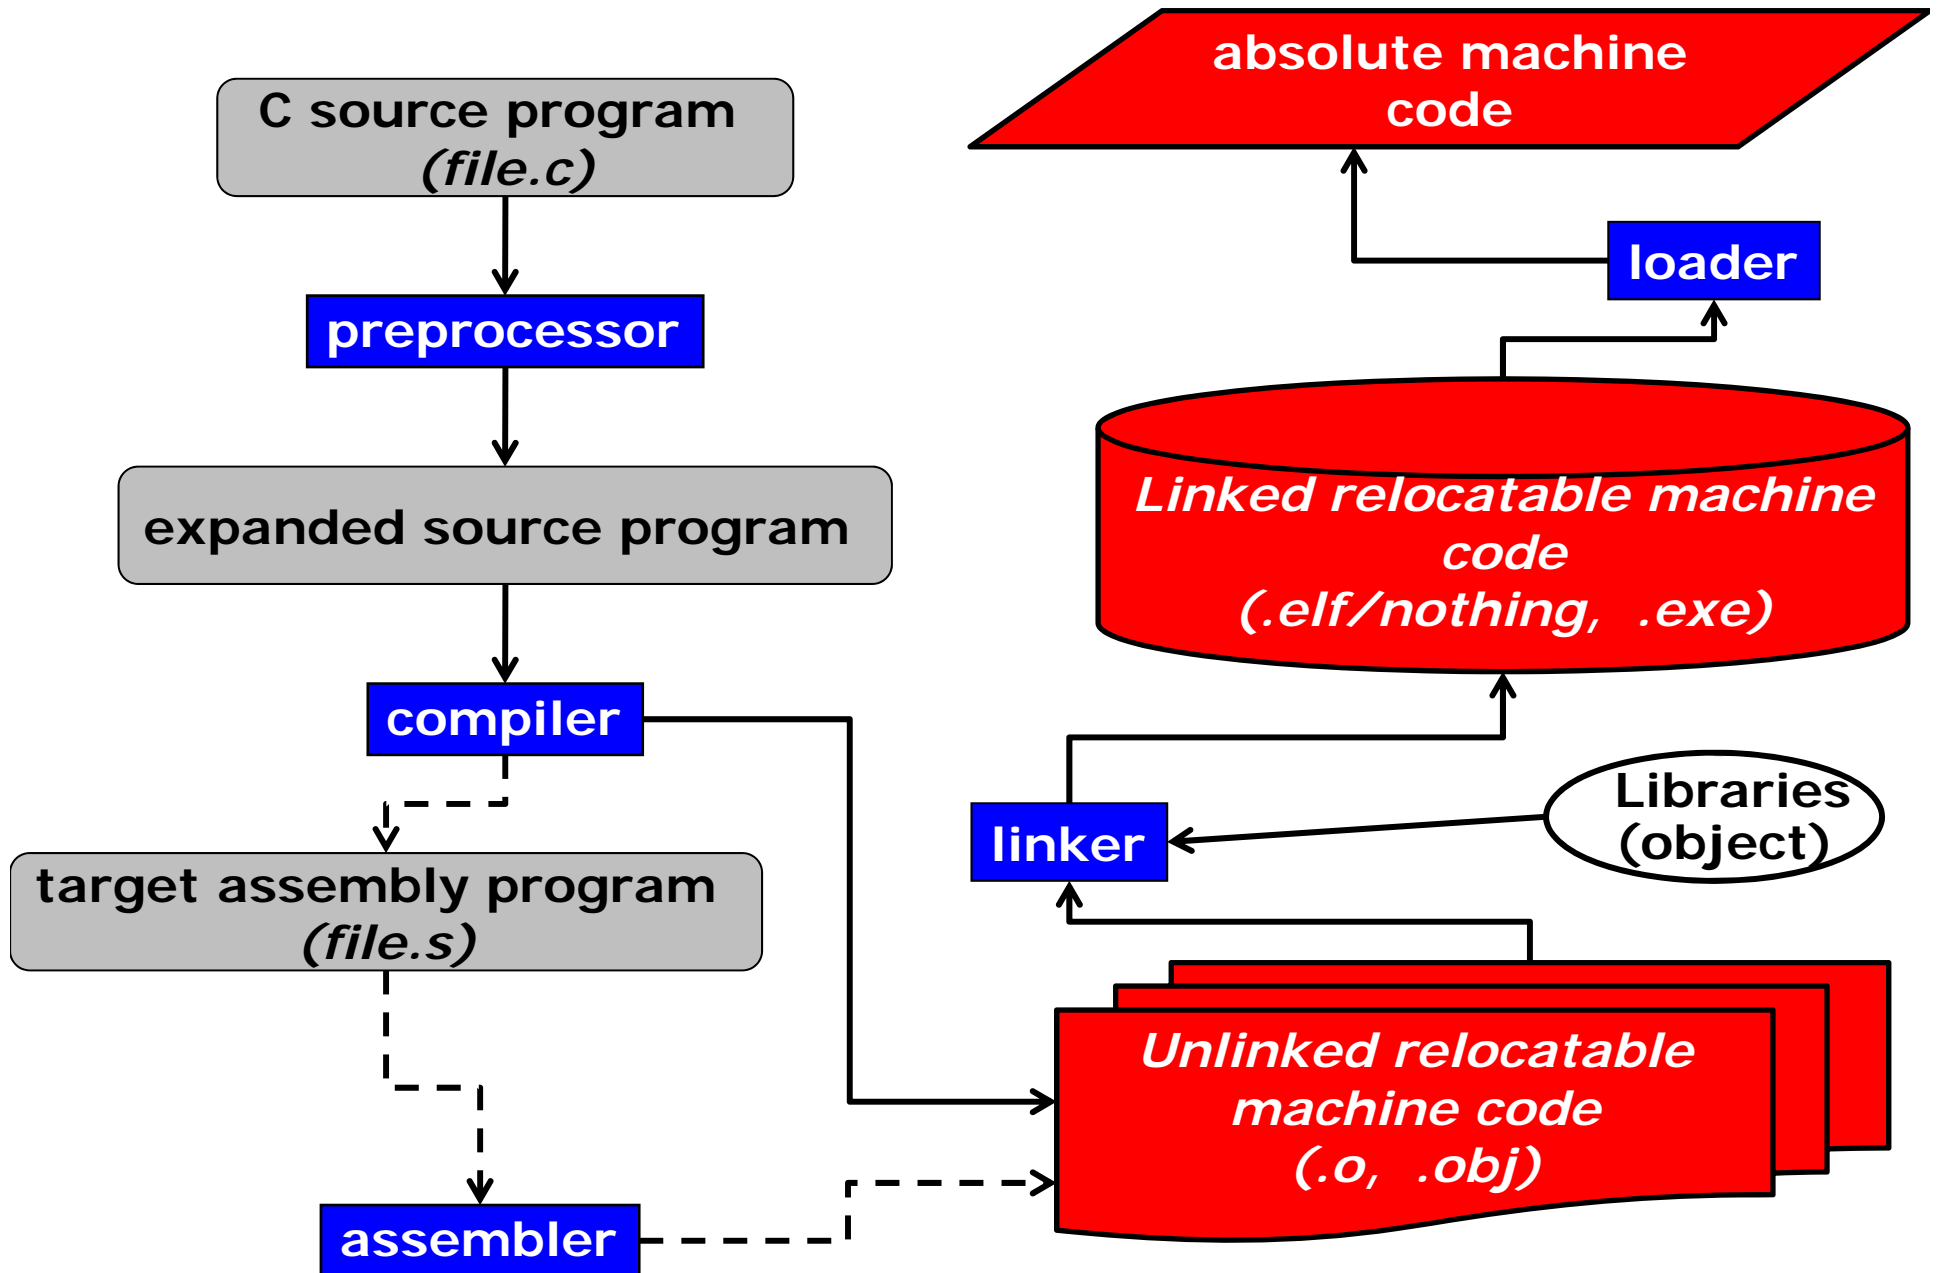 C source program
(file.c)
preprocessor
expanded source program
compiler
target assembly program
(file.s)
assembler
absolute machine
code
loader
Linked relocatable machine
code
(.elf/nothing, .exe)
Libraries
(object)
linker
Unlinked relocatable
machine code
(.o, .obj)